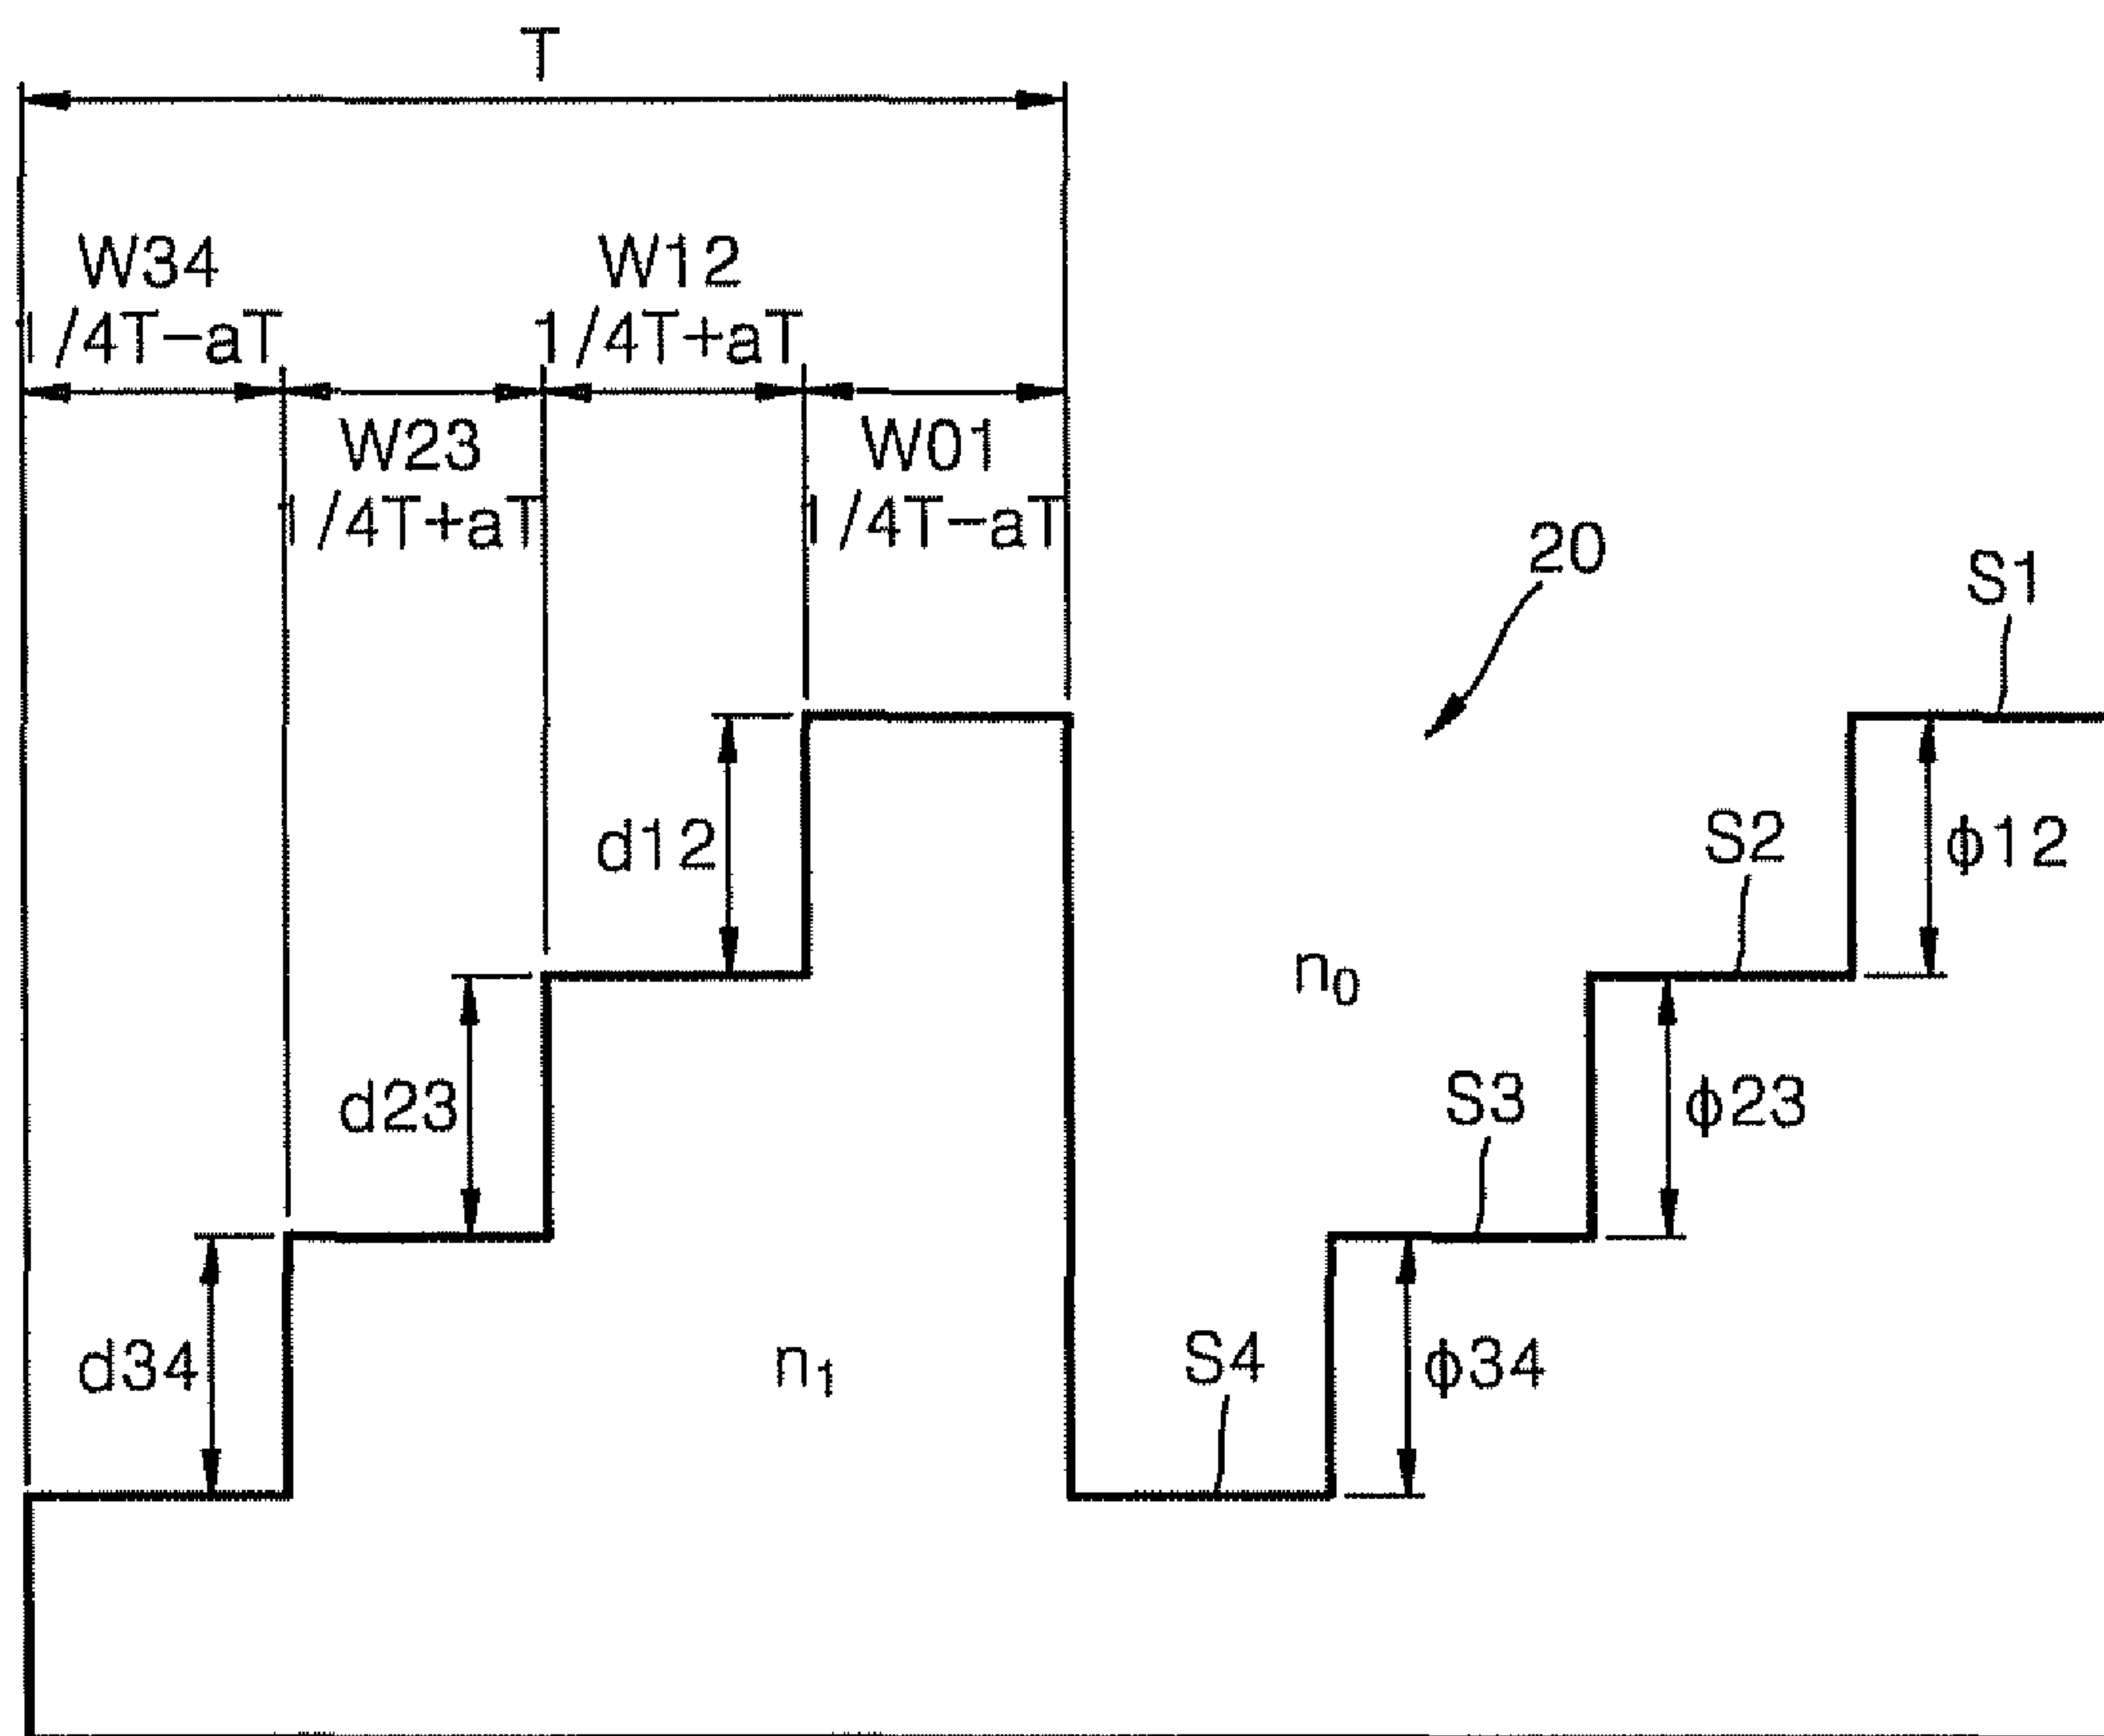 T
W34
1/4T-aT
W12
1/4T+aT
W23
1/4T+aT
W01
1/4T-aT
20
S1
d12
S2
ϕ12
n₀
d23
S3
ϕ23
d34
n₁
S4
ϕ34